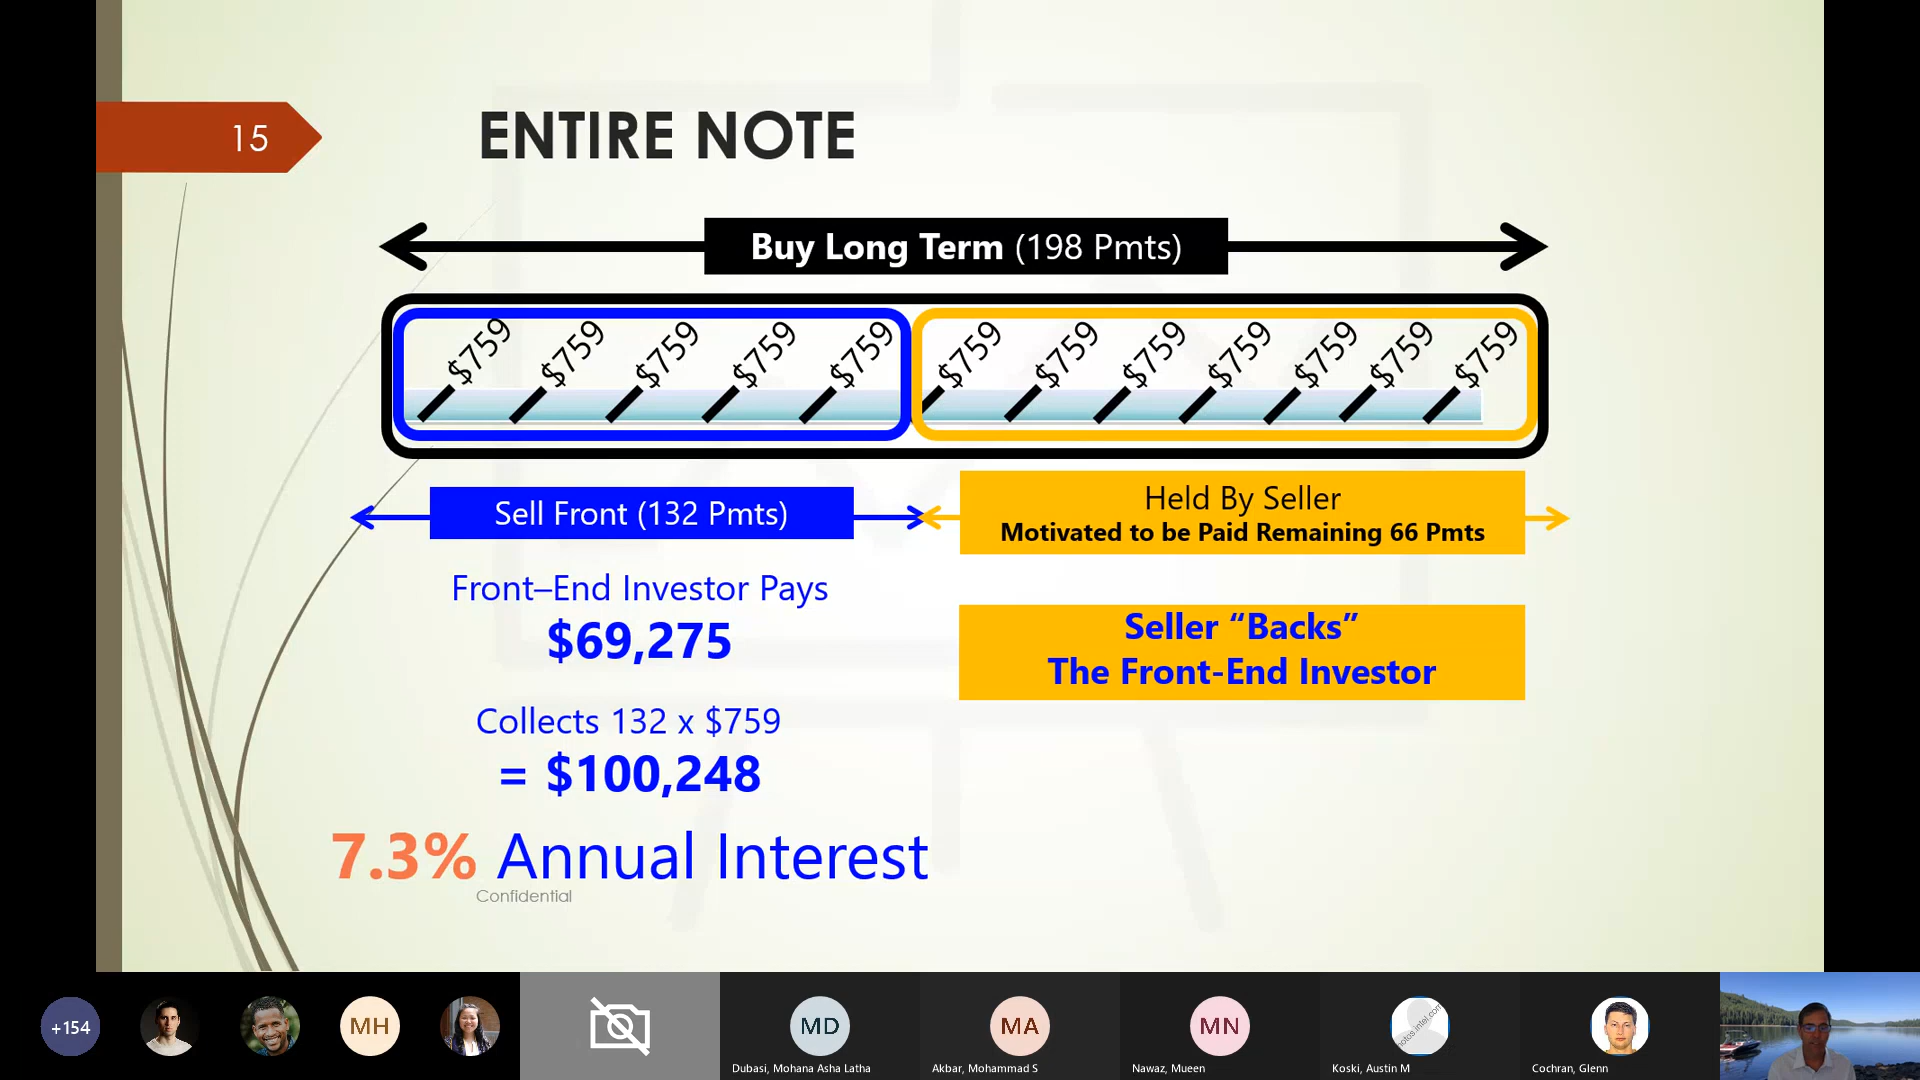 15
ENTIRE NOTE
Buy Long Term (198 Pmts)
$759 $759 $759 $759 $759 $759 $759 $759 $759 $759 $759 $759
Sell Front (132 Pmts)
Held By Seller
Motivated to be Paid Remaining 66 Pmts
Front–End Investor Pays
$69,275
Seller “Backs”
The Front-End Investor
Collects 132 x $759
= $100,248
7.3% Annual Interest
Confidential
+154
MH
MD
MA
MN
Dubasi, Mohana Asha Latha
Akbar, Mohammad S
Nawaz, Mueen
Koski, Austin M
Cochran, Glenn